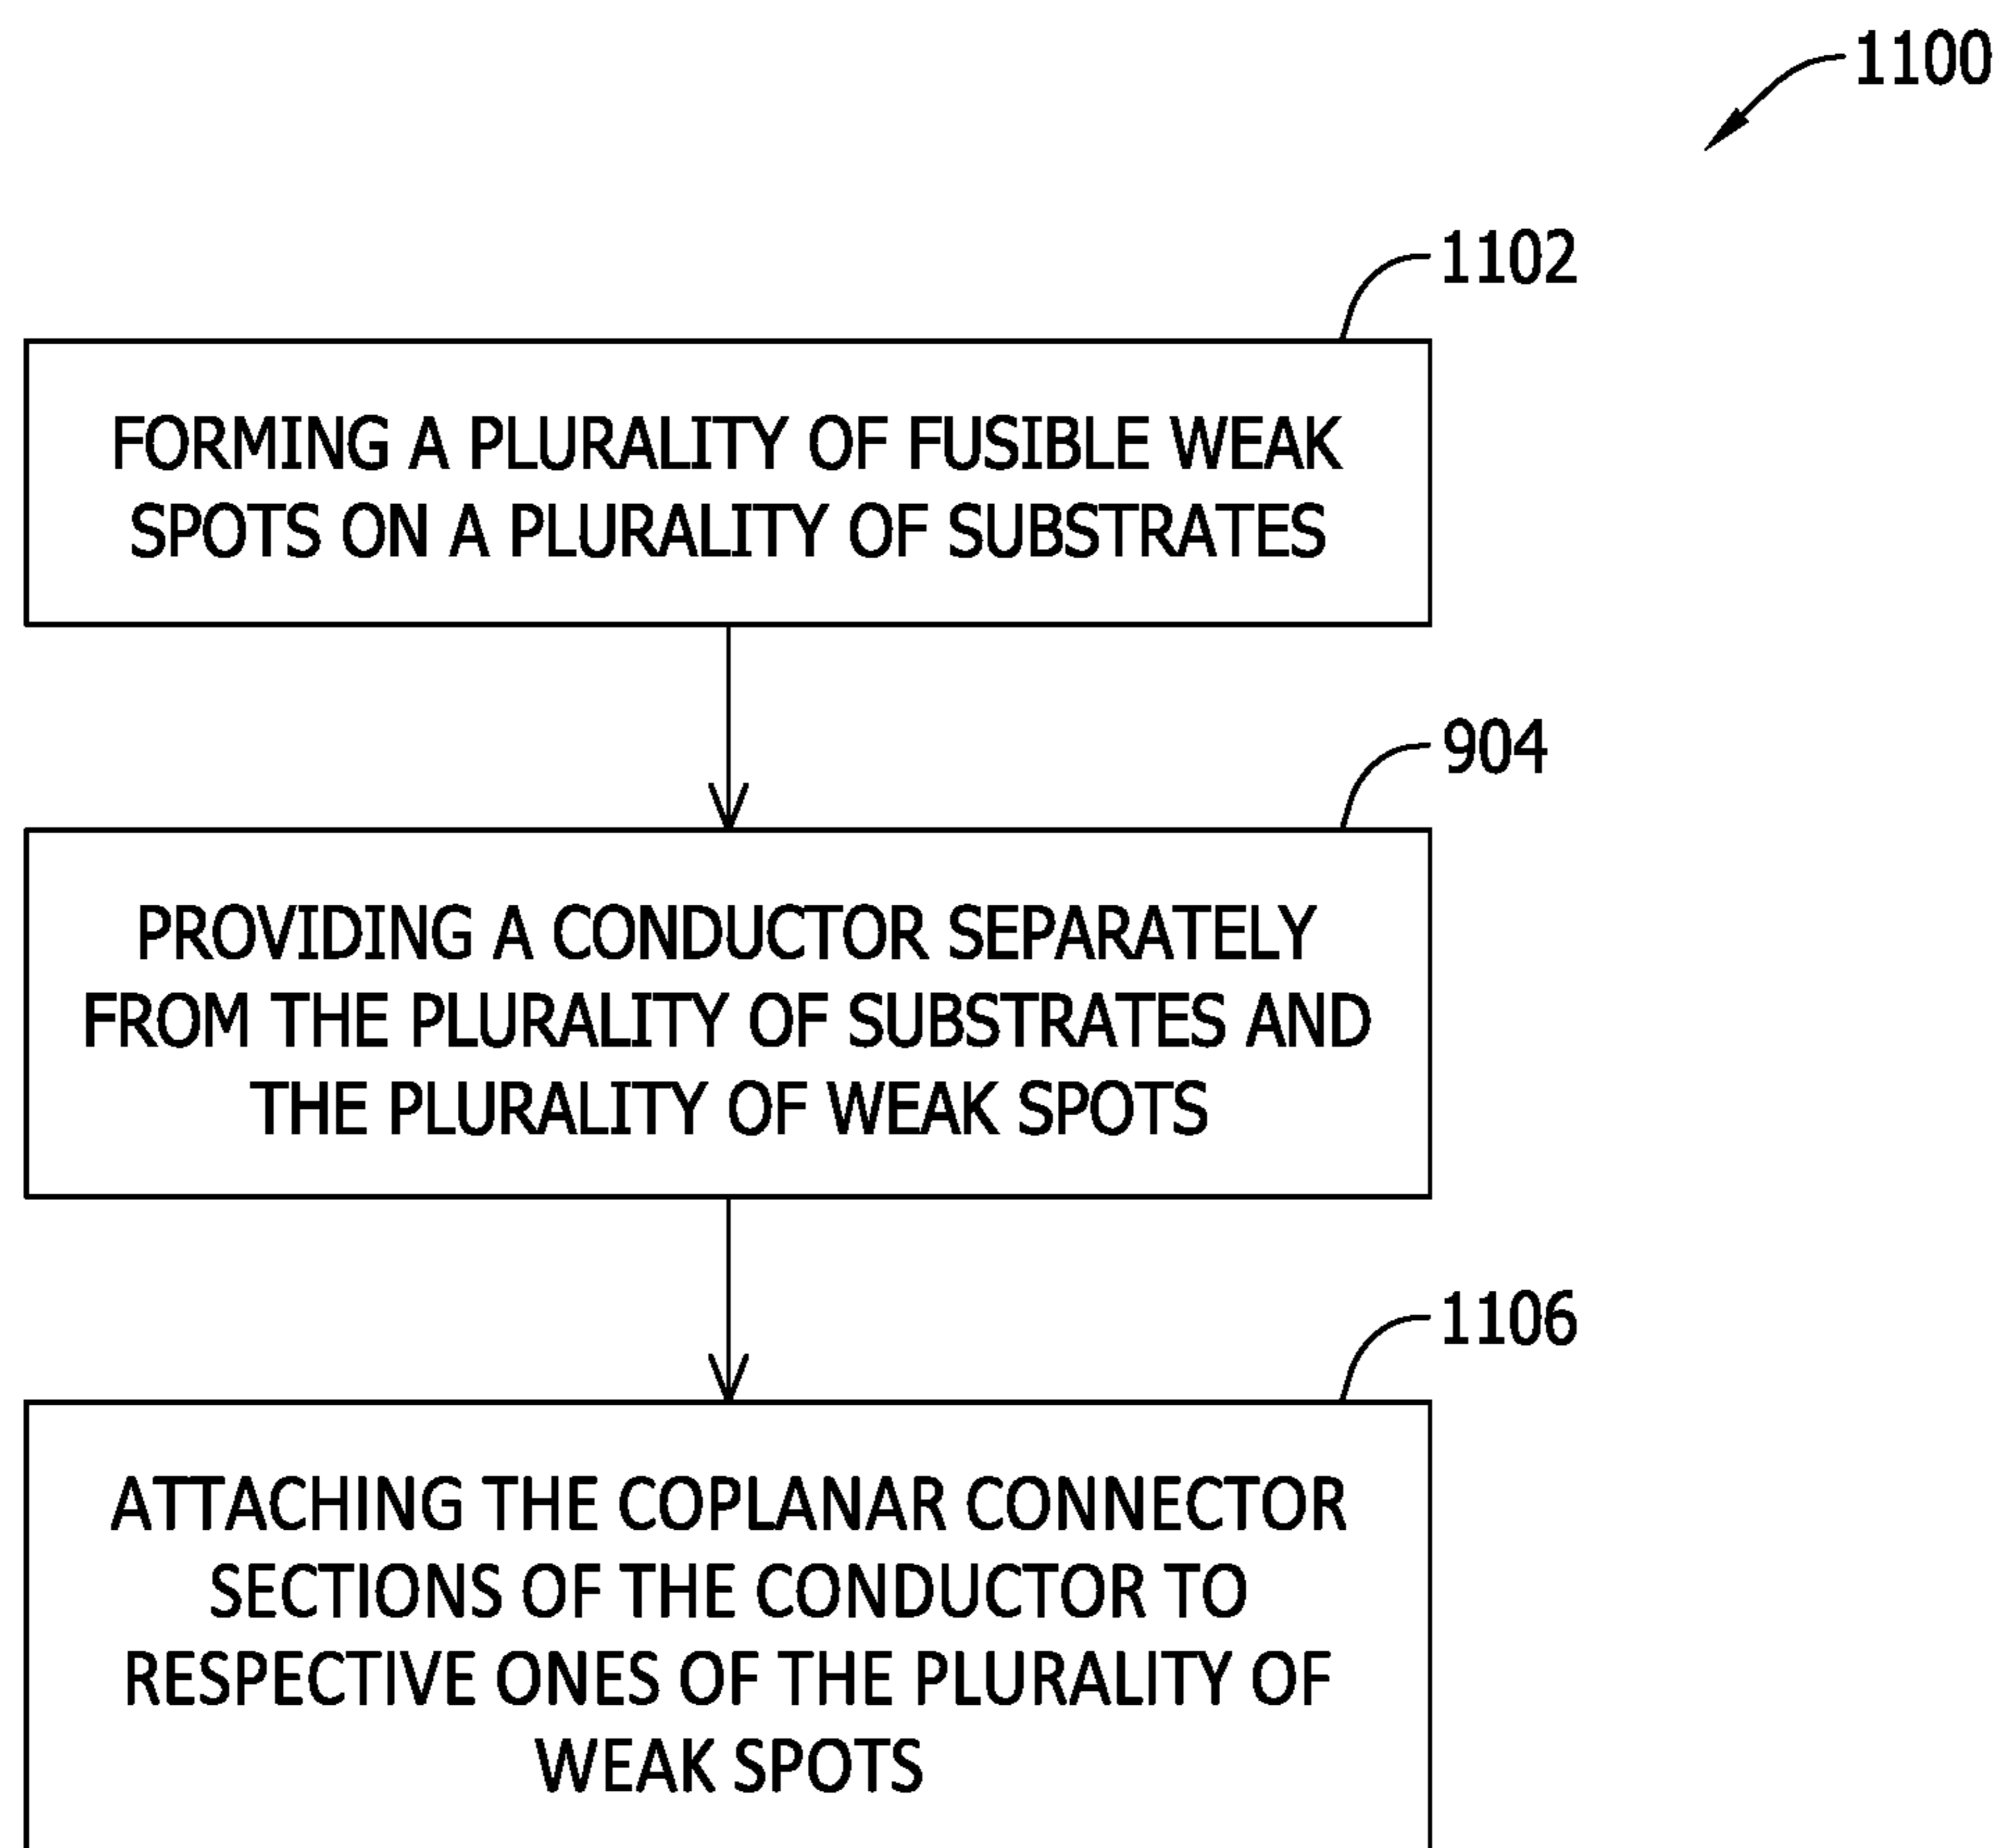 1100
1102
FORMING A PLURALITY OF FUSIBLE WEAK
SPOTS ON A PLURALITY OF SUBSTRATES
904
PROVIDING A CONDUCTOR SEPARATELY
FROM THE PLURALITY OF SUBSTRATES AND
THE PLURALITY OF WEAK SPOTS
1106
ATTACHING THE COPLANAR CONNECTOR
SECTIONS OF THE CONDUCTOR TO
RESPECTIVE ONES OF THE PLURALITY OF
WEAK SPOTS